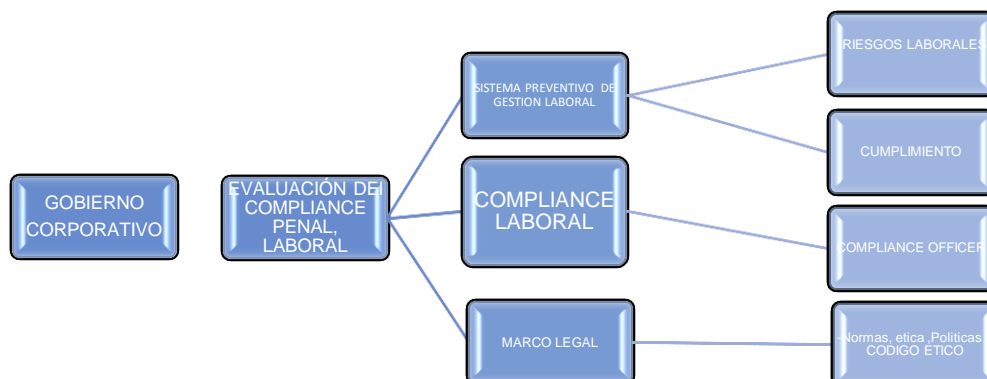 GOBIERNO
CORPORATIVO
EVALUACIÓN DEL
COMPLIANCE
PENAL,
LABORAL
SISTEMA PREVENTIVO DE
GESTION LABORAL
COMPLIANCE
LABORAL
MARCO LEGAL
RIESGOS LABORALES
CUMPLIMIENTO
COMPLIANCE OFFICER
-Normas, etica ,Politicas
CODIGO ETICO